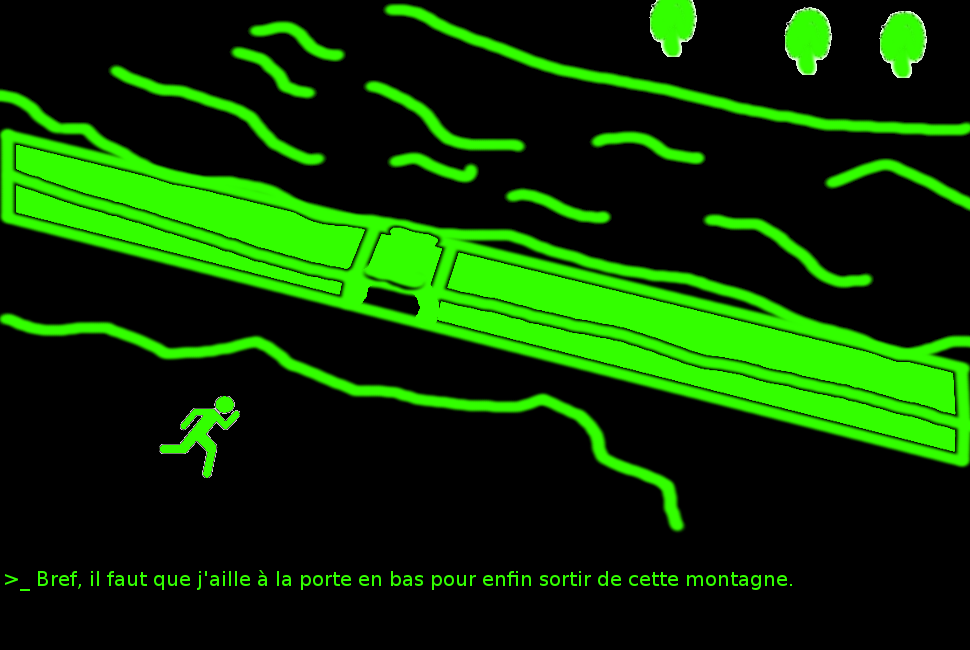 >_ Bref, il faut que j'aille à la porte en bas pour enfin sortir de cette montagne.